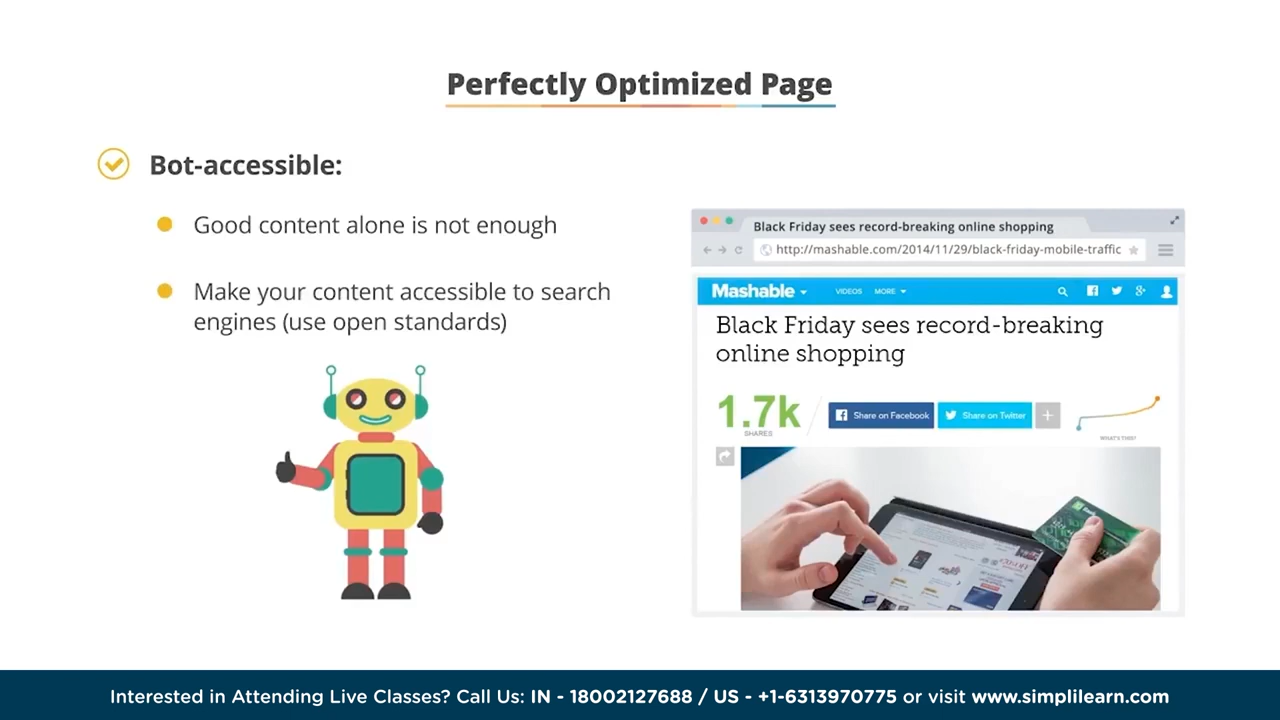 Perfectly Optimized Page
Bot-accessible:
Good content alone is not enough
Make your content accessible to search
engines (use open standards)
Black Friday sees record-breaking online shopping
http://mashable.com/2014/11/29/black-friday-mobile-traffic
Mashable
VIDEOS MORE
Black Friday sees record-breaking
online shopping
1.7k
SHARES
Share on Facebook
Share on Twitter
+
WHAT'S THIS?
Interested in Attending Live Classes? Call Us: IN - 18002127688 / US - +1-6313970775 or visit www.simplilearn.com